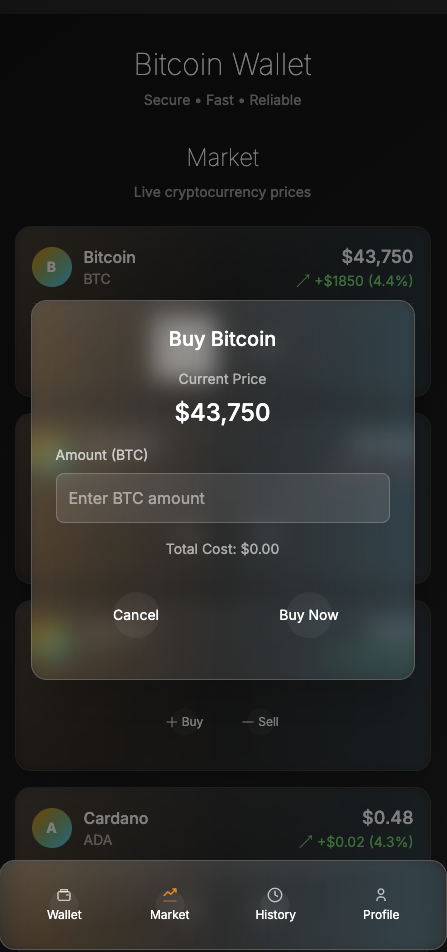 Bitcoin Wallet
Secure • Fast • Reliable
Market
Live cryptocurrency prices
B
Bitcoin
$43,750
BTC
↗ +$1850 (4.4%)
Buy Bitcoin
Current Price
$43,750
Amount (BTC)
Enter BTC amount
Total Cost: $0.00
Cancel
Buy Now
+ Buy
— Sell
A
Cardano
$0.48
ADA
↗ +$0.02 (4.3%)
Wallet
Market
History
Profile